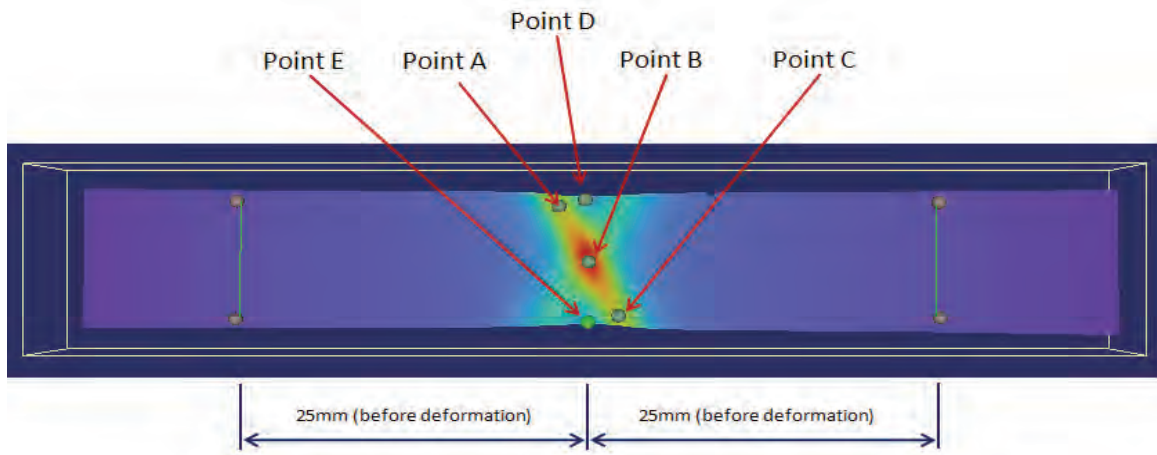 Point D
Point E
Point A
Point B
Point C
25mm (before deformation)
25mm (before deformation)